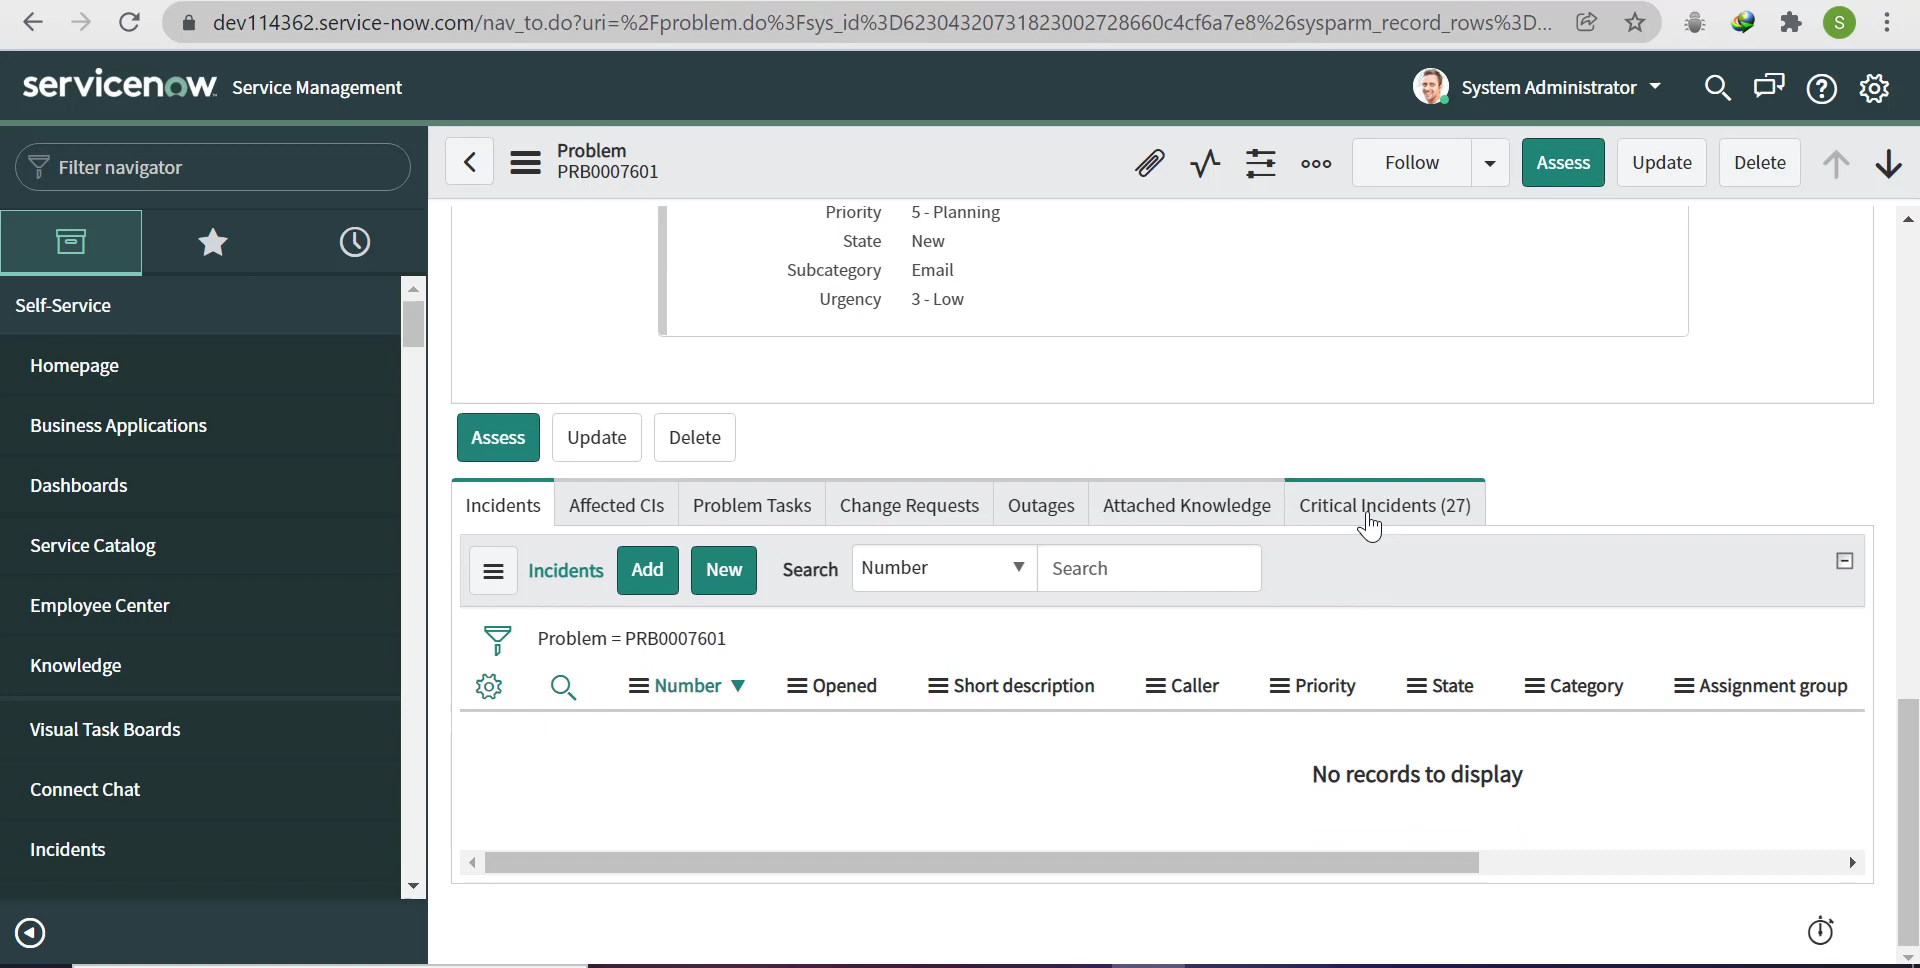 dev114362.service-now.com/nav_to.do?uri=%2Fproblem.do%3Fsys_id%3D62304320731823002728660c4cf6a7e8%26sysparm_record_rows%3D...
S
servicenow Service Management
System Administrator
Filter navigator
Problem
PRB0007601
Follow
Assess
Update
Delete
Self-Service
Homepage
Business Applications
Dashboards
Service Catalog
Employee Center
Knowledge
Visual Task Boards
Connect Chat
Incidents
Priority 5 - Planning
State New
Subcategory Email
Urgency 3 - Low
Assess Update Delete
Incidents Affected CIs Problem Tasks Change Requests Outages Attached Knowledge Critical Incidents (27)
Incidents Add New Search Number Search
Problem = PRB0007601
Number Opened Short description Caller Priority State Category Assignment group
No records to display